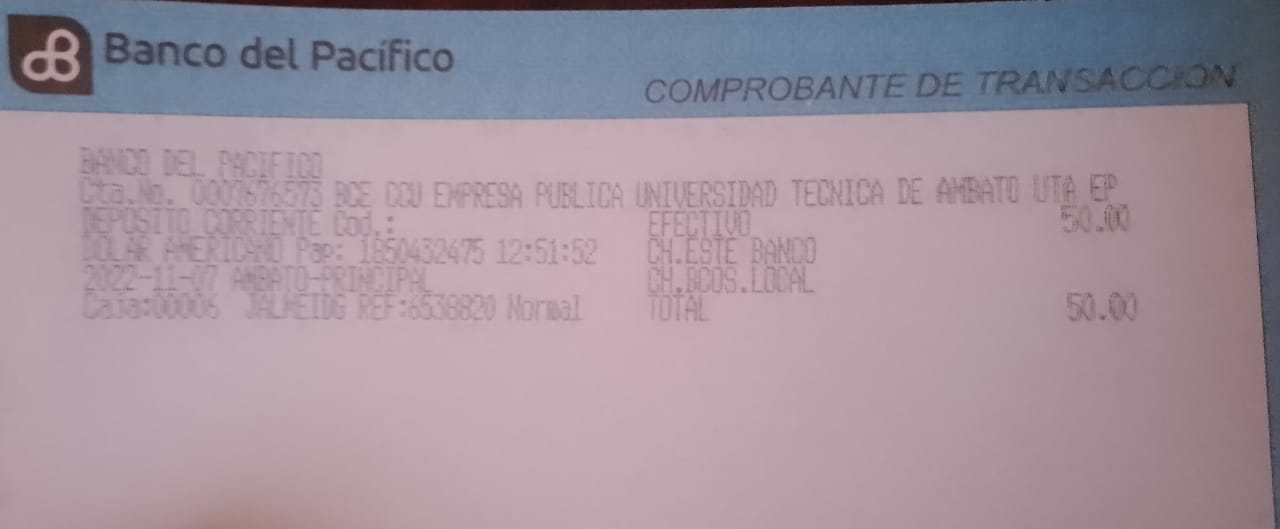 Banco del Pacífico
COMPROBANTE DE TRANSACCION
BANCO DEL PACIFICO
Cta.No. 0007676573 BCE CCU EMPRESA PUBLICA UNIVERSIDAD TECNICA DE AMBATO UTA EP
DEPOSITO CORRIENTE Cod.: EFECTIVO 50.00
DOLAR AMERICANO Pap: 1850432475 12:51:52 CH.ESTE BANCO
2022-11-07 AMBATO-PRINCIPAL CH.BCOS.LOCAL
Caja:00006 JALMEIDG REF:6538820 Normal TOTAL 50.00